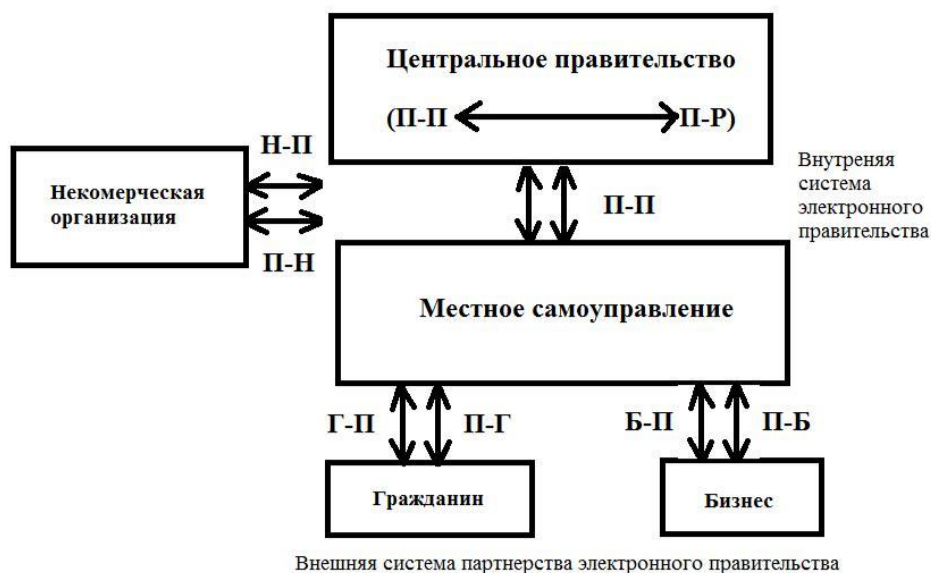 Центральное правительство
(П-П П-Р)
Н-П
Некомерческая
организация
П-Н
Внутреняя
система
электронного
правительства
П-П
Местное самоуправление
Г-П П-Г
Б-П П-Б
Гражданин
Бизнес
Внешняя система партнерства электронного правительства